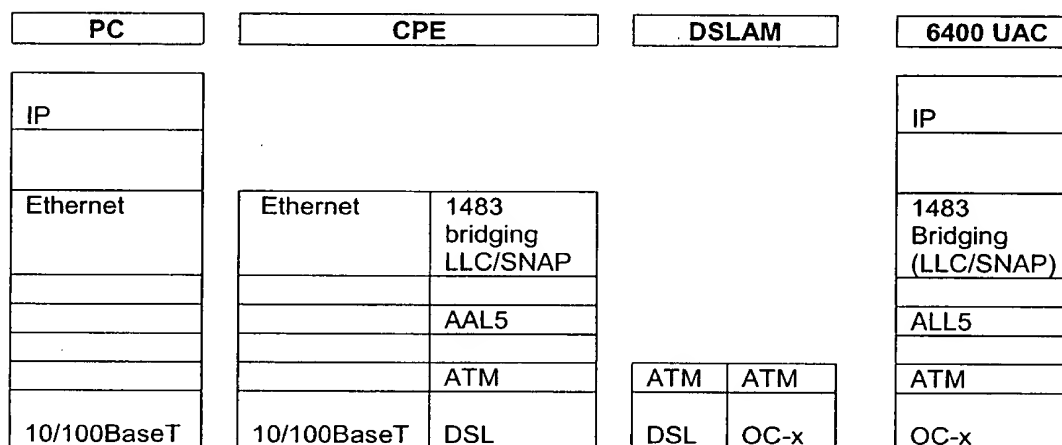 PC CPE DSLAM 6400 UAC
IP IP
Ethernet Ethernet 1483 1483
bridging Bridging
LLC/SNAP (LLC/SNAP)
AAL5 ALL5
ATM ATM ATM ATM
10/100BaseT 10/100BaseT DSL DSL OC-x OC-x